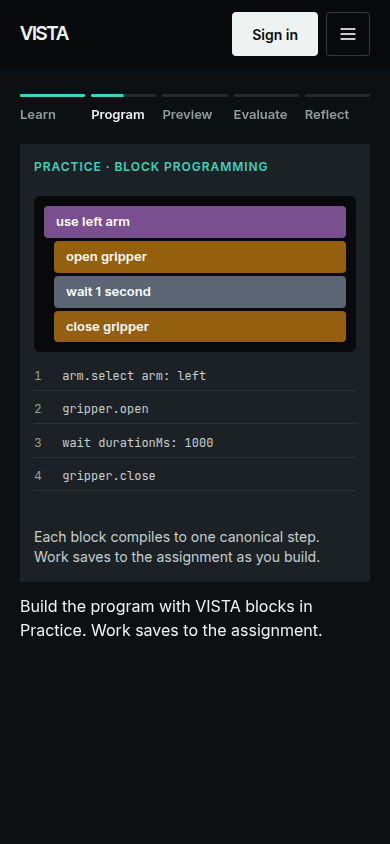 VISTA
Sign in
Learn Program Preview Evaluate Reflect
PRACTICE · BLOCK PROGRAMMING
use left arm
open gripper
wait 1 second
close gripper
1 arm.select arm: left
2 gripper.open
3 wait durationMs: 1000
4 gripper.close
Each block compiles to one canonical step.
Work saves to the assignment as you build.
Build the program with VISTA blocks in
Practice. Work saves to the assignment.